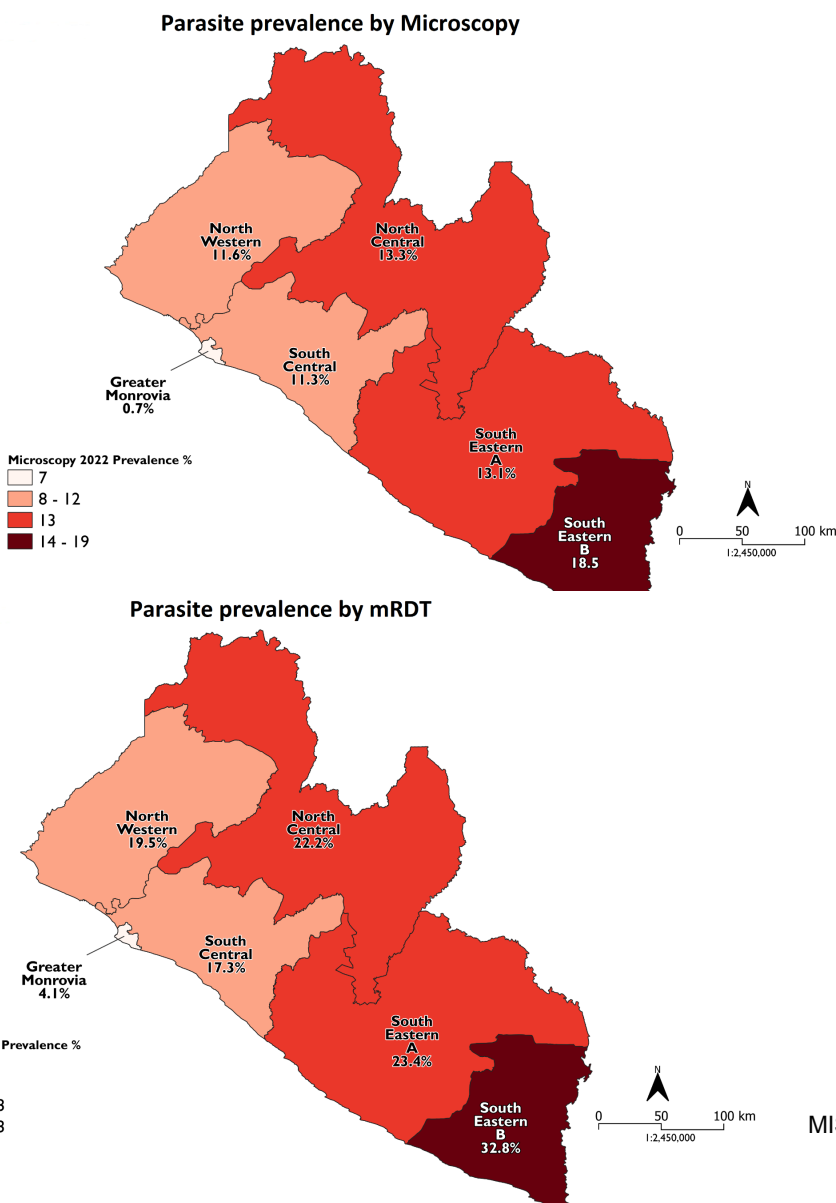 Parasite prevalence by Microscopy
North
Western
11.6%
North
Central
13.3%
South
Central
11.3%
Greater
Monrovia
0.7%
South
Eastern
A
13.1%
South
Eastern
B
18.5
Microscopy 2022 Prevalence %
7
8 - 12
13
14 - 19
N
0 50 100 km
1:2,450,000
Parasite prevalence by mRDT
North
Western
19.5%
North
Central
22.2%
South
Central
17.3%
Greater
Monrovia
4.1%
South
Eastern
A
23.4%
South
Eastern
B
32.8%
Prevalence %
3
3
N
0 50 100 km
1:2,450,000